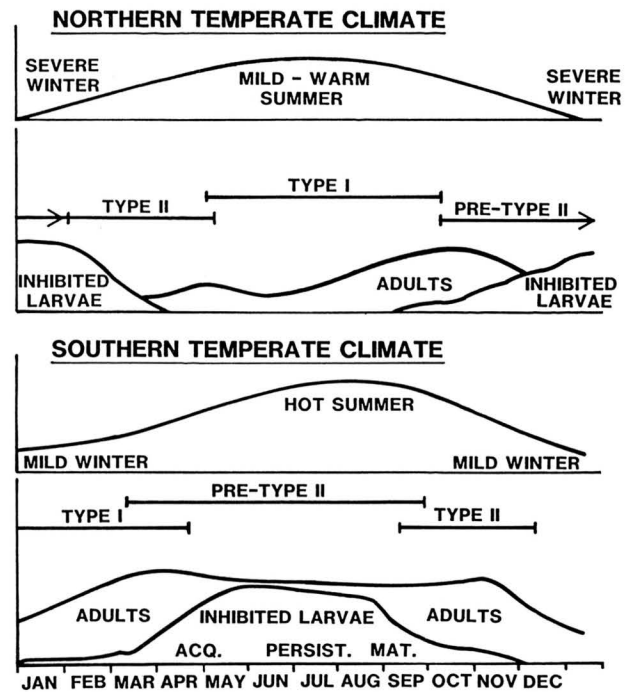 NORTHERN TEMPERATE CLIMATE
SEVERE
WINTER
MILD - WARM
SUMMER
SEVERE
WINTER
TYPE I
TYPE II
PRE-TYPE II
INHIBITED
LARVAE
ADULTS
INHIBITED
LARVAE
SOUTHERN TEMPERATE CLIMATE
HOT SUMMER
MILD WINTER
MILD WINTER
PRE-TYPE II
TYPE I
TYPE II
ADULTS
INHIBITED LARVAE
ADULTS
ACQ. PERSIST. MAT.
JAN FEB MAR APR MAY JUN JUL AUG SEP OCT NOV DEC